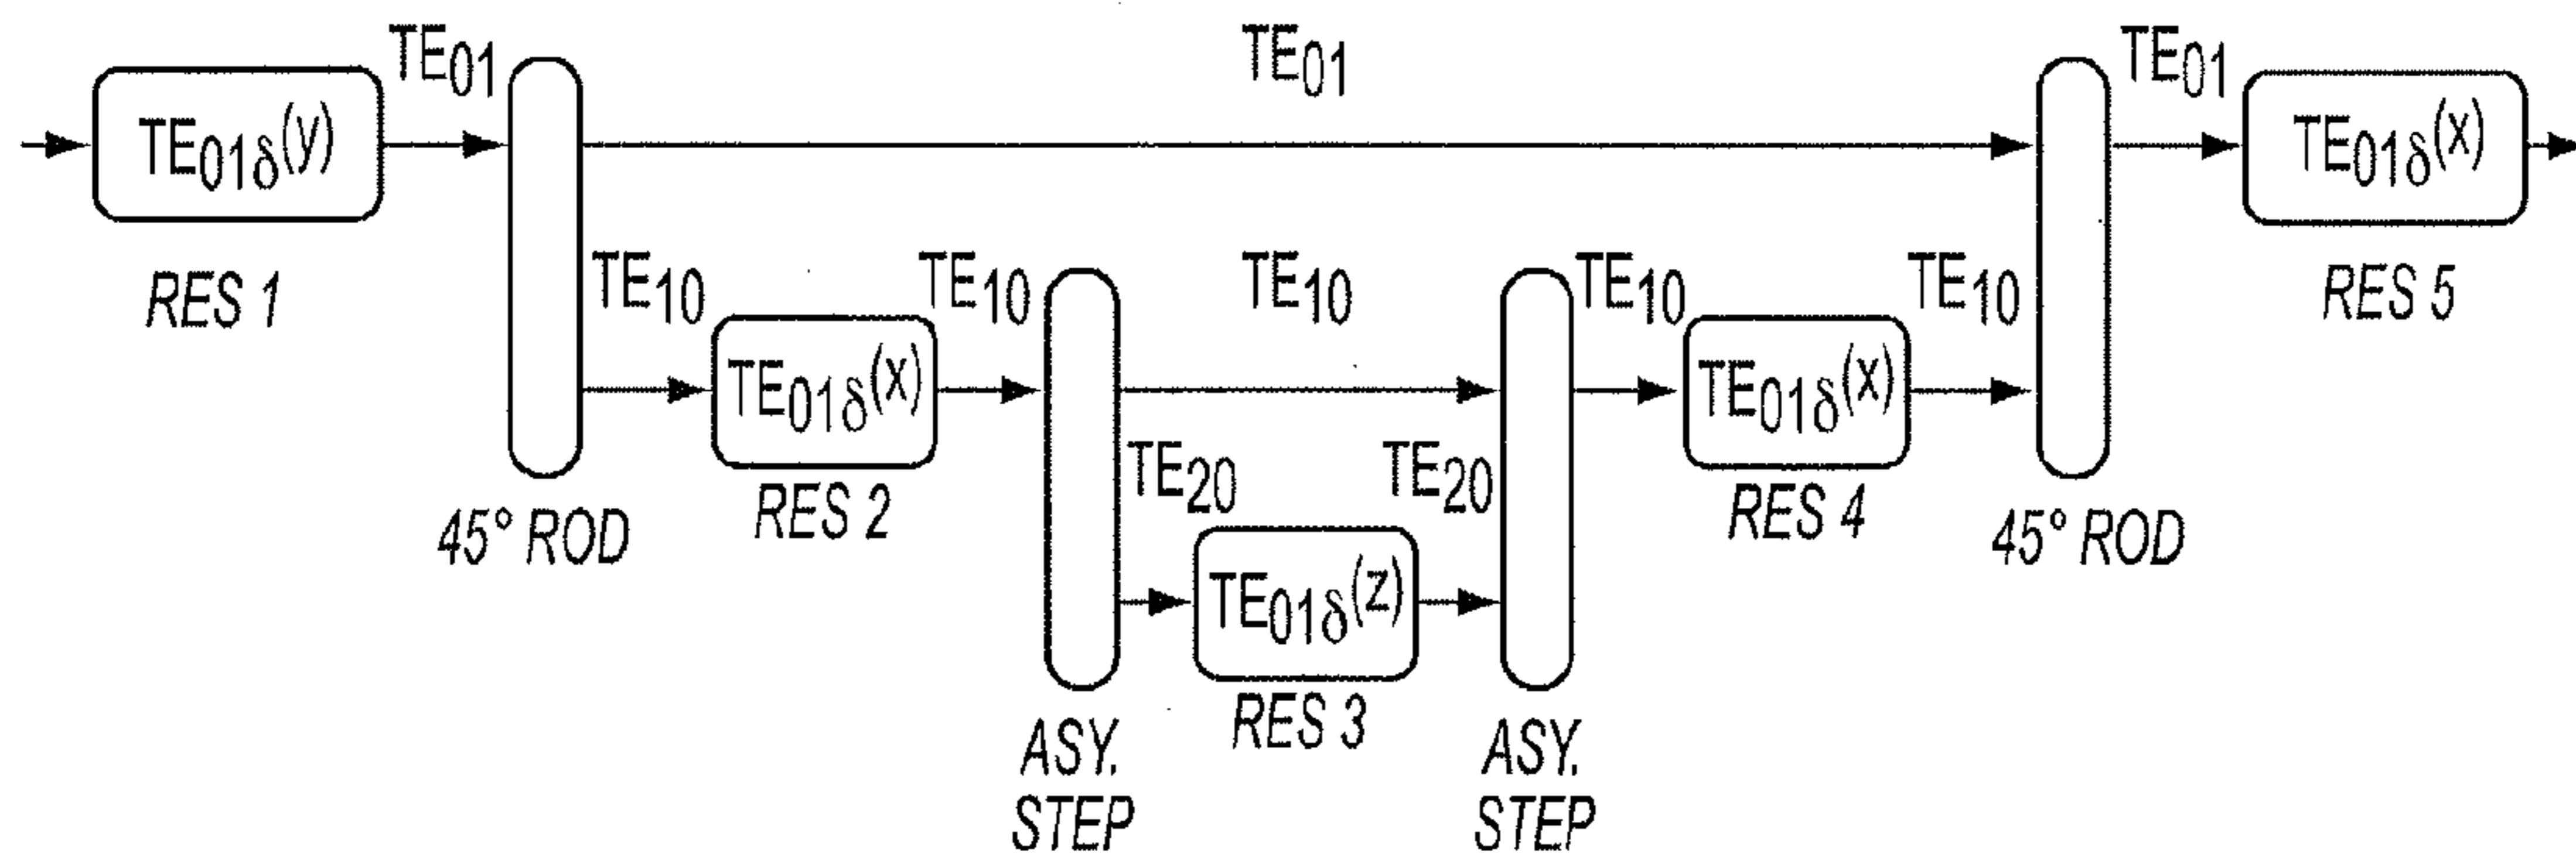 TE01 TE01 TE01
TE01δ(y) TE01δ(x)
RES 1 TE10 TE10 TE10 TE10 TE10 RES 5
TE01δ(x) TE01δ(x)
RES 2 TE20 TE20 RES 4
45° ROD 45° ROD
TE01δ(z)
RES 3
ASY. ASY.
STEP STEP